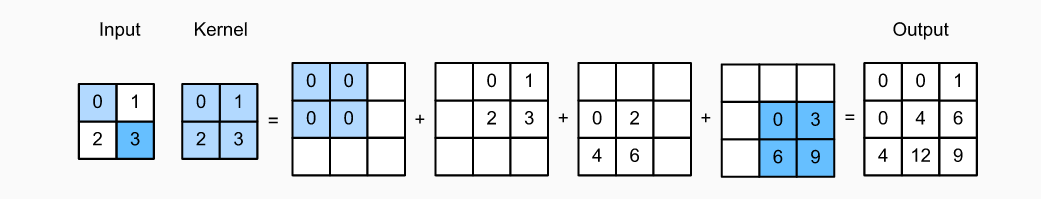 Input Kernel Output
0 0 0 1 0 0 1
0 1 0 1 0 0 2 3 0 2 0 3 0 4 6
= + + + =
2 3 2 3 4 6 6 9 4 12 9